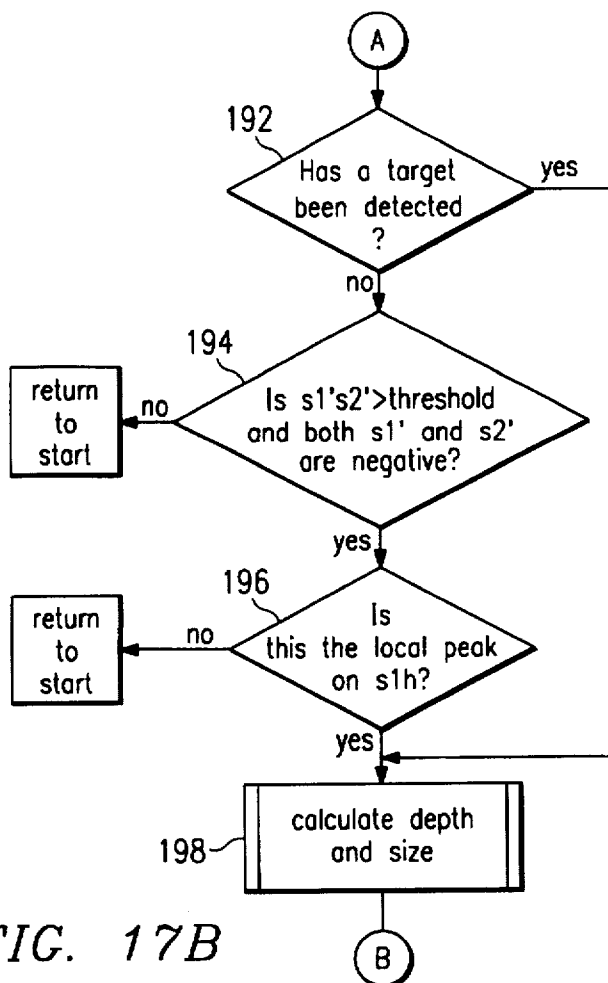 A
192
Has a target
been detected
?
yes
no
194
Is s1's2'>threshold
and both s1' and s2'
are negative?
no
return
to
start
yes
196
Is
this the local peak
on s1h?
no
return
to
start
yes
198
calculate depth
and size
B
FIG. 17B